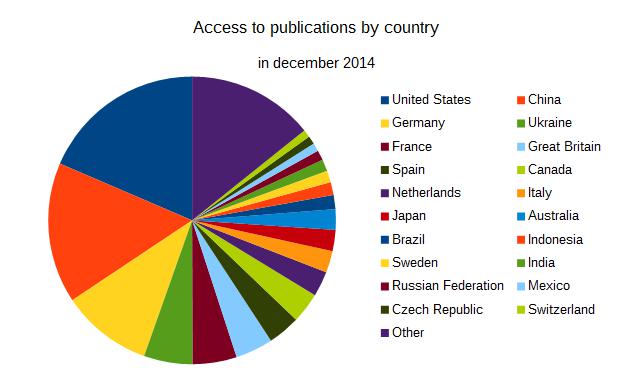 Access to publications by country
in december 2014
United States China
Germany Ukraine
France Great Britain
Spain Canada
Netherlands Italy
Japan Australia
Brazil Indonesia
Sweden India
Russian Federation Mexico
Czech Republic Switzerland
Other